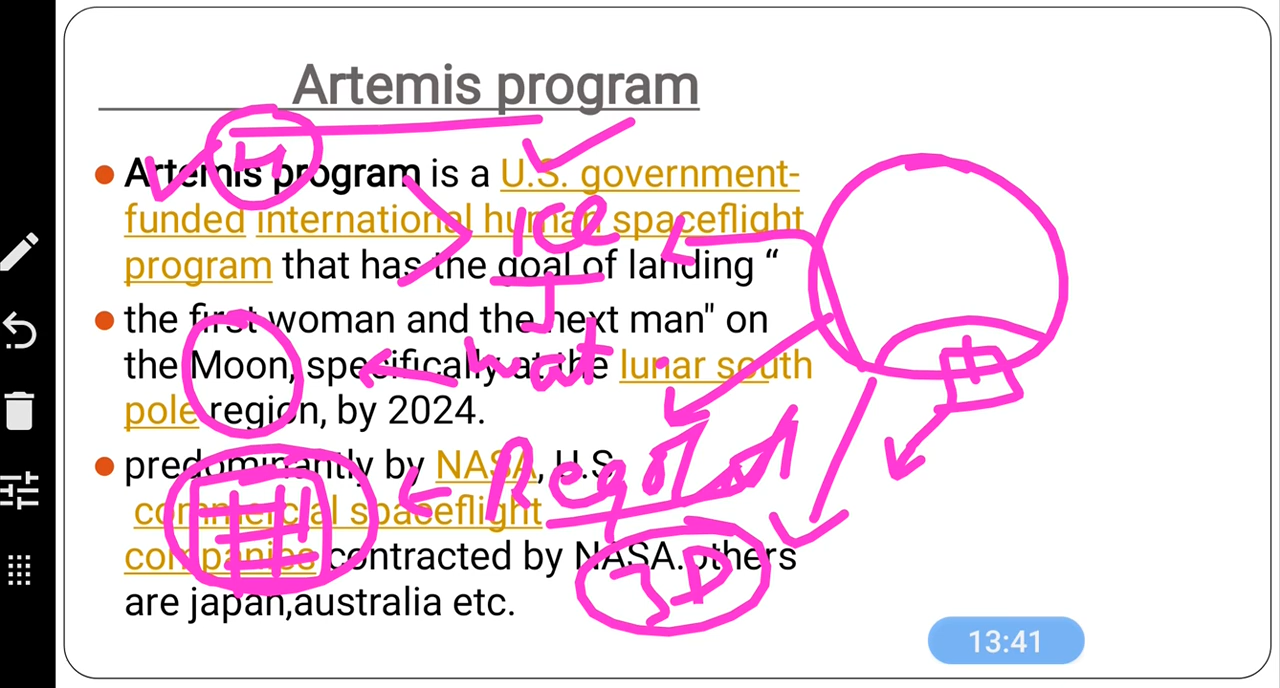 Artemis program
Artemis program is a U.S. government-
funded international human spaceflight
program that has the goal of landing “
the first woman and the next man" on
the Moon, specifically at the lunar south
pole region, by 2024.
predominantly by NASA, U.S.
commercial spaceflight
companies contracted by NASA.others
are japan,australia etc.
ice
wat
3D
13:41